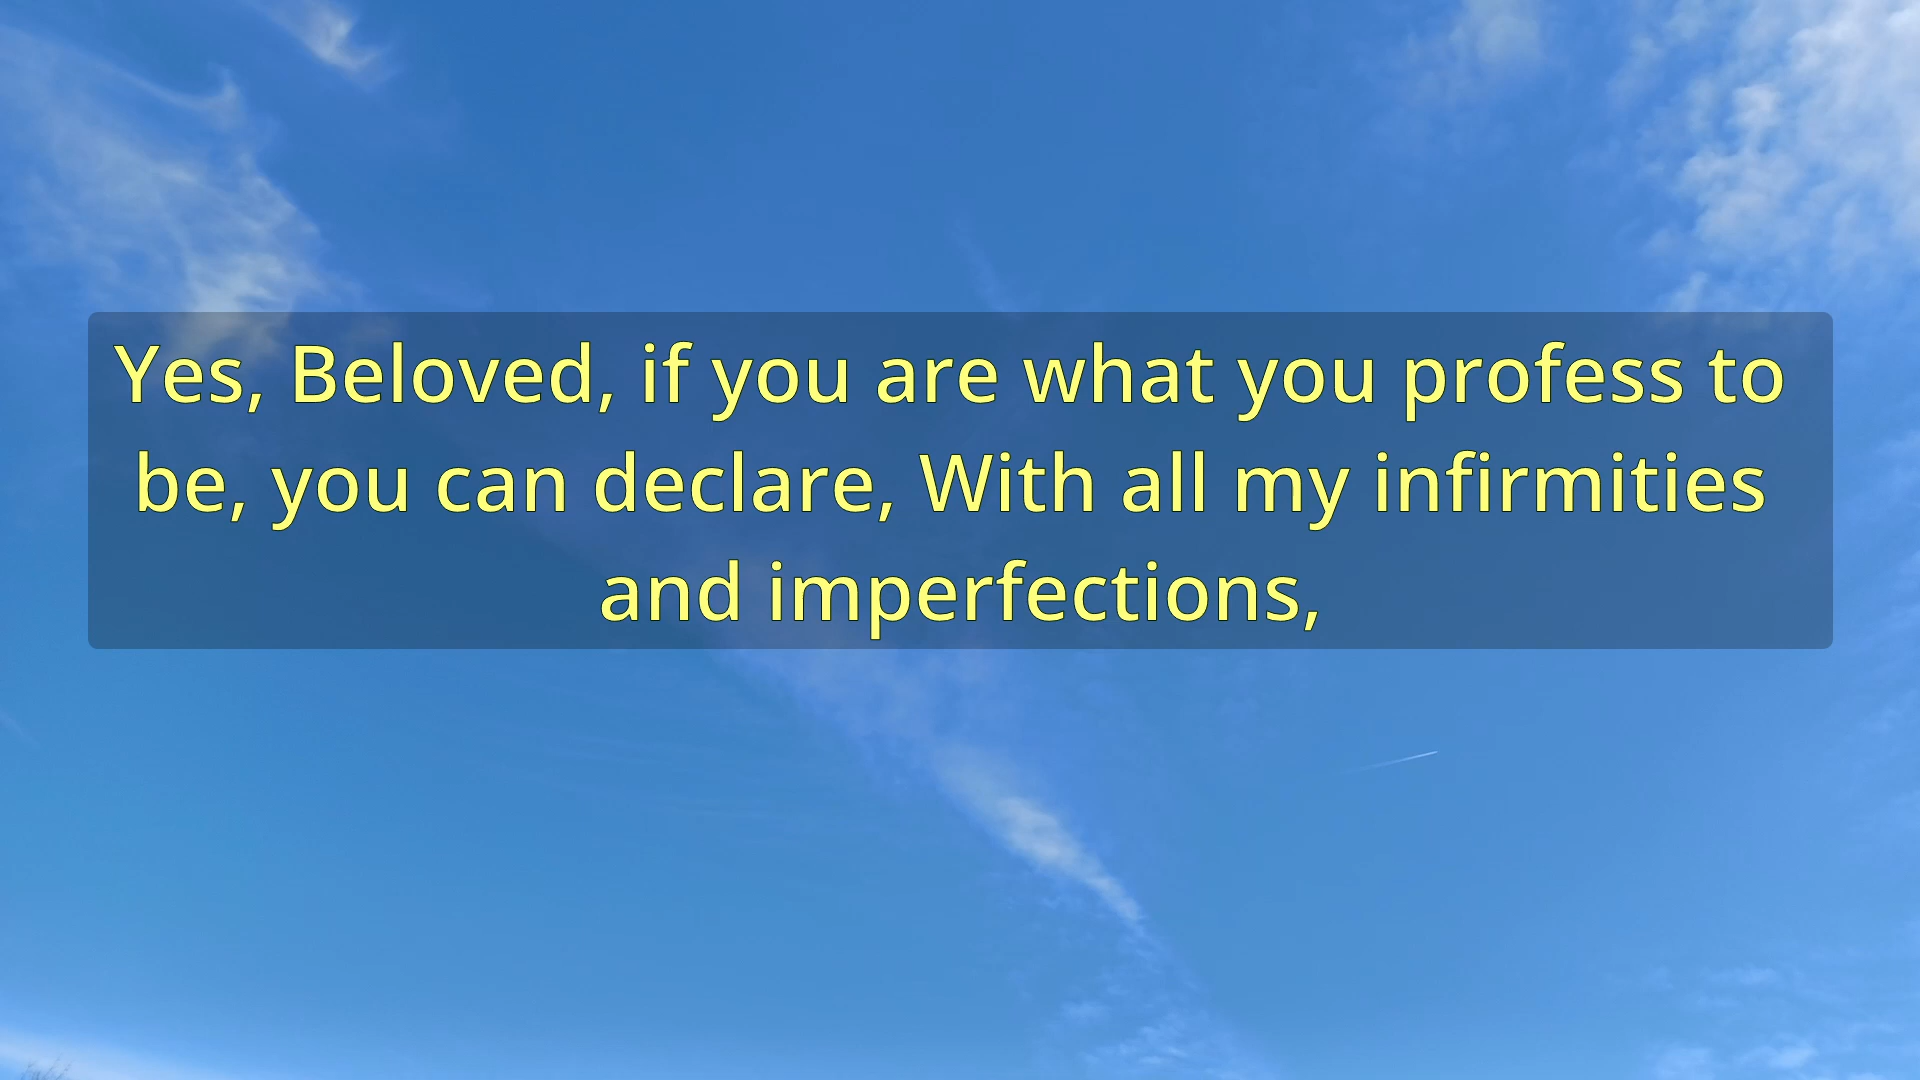 Yes, Beloved, if you are what you profess to
be, you can declare, With all my infirmities
and imperfections,